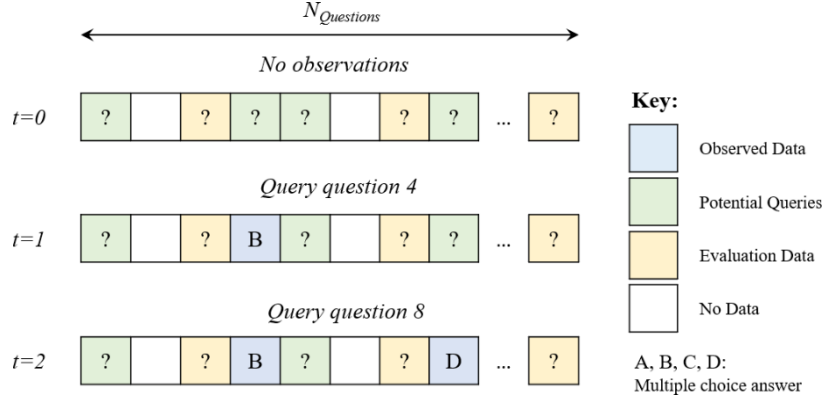 N_Questions
No observations
t=0 ? ? ? ? ? ? ... ?
Query question 4
t=1 ? ? B ? ? ? ... ?
Query question 8
t=2 ? ? B ? ? D ... ?
Key:
Observed Data
Potential Queries
Evaluation Data
No Data
A, B, C, D:
Multiple choice answer